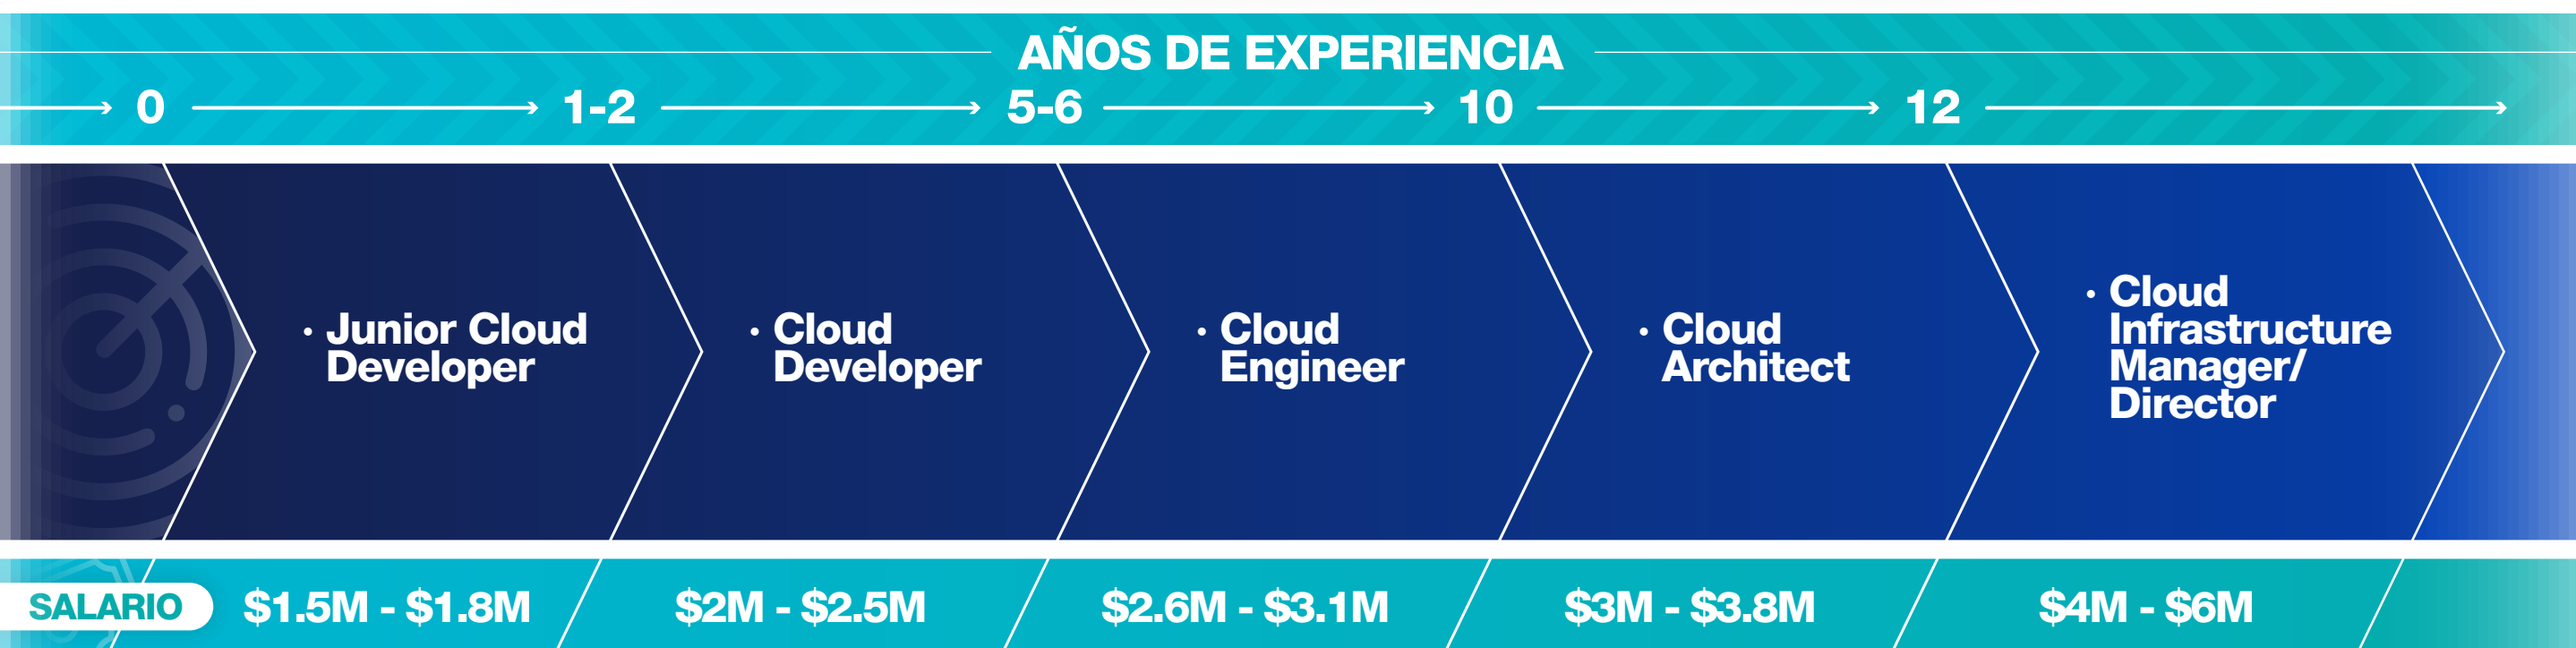 AÑOS DE EXPERIENCIA
0 1-2 5-6 10 12
· Junior Cloud
Developer
· Cloud
Developer
· Cloud
Engineer
· Cloud
Architect
· Cloud
Infrastructure
Manager/
Director
SALARIO $1.5M - $1.8M $2M - $2.5M $2.6M - $3.1M $3M - $3.8M $4M - $6M